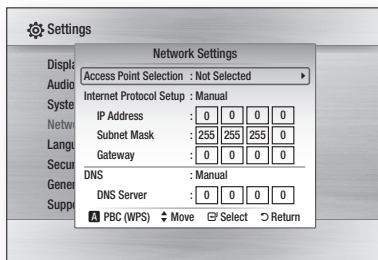 Settings
Network Settings
Access Point Selection : Not Selected
Internet Protocol Setup : Manual
IP Address : 0 0 0 0
Subnet Mask : 255 255 255 0
Gateway : 0 0 0 0
DNS : Manual
DNS Server : 0 0 0 0
A PBC (WPS) Move Select Return
Displa
Audio
Syste
Netw
Langu
Secur
Gener
Suppo